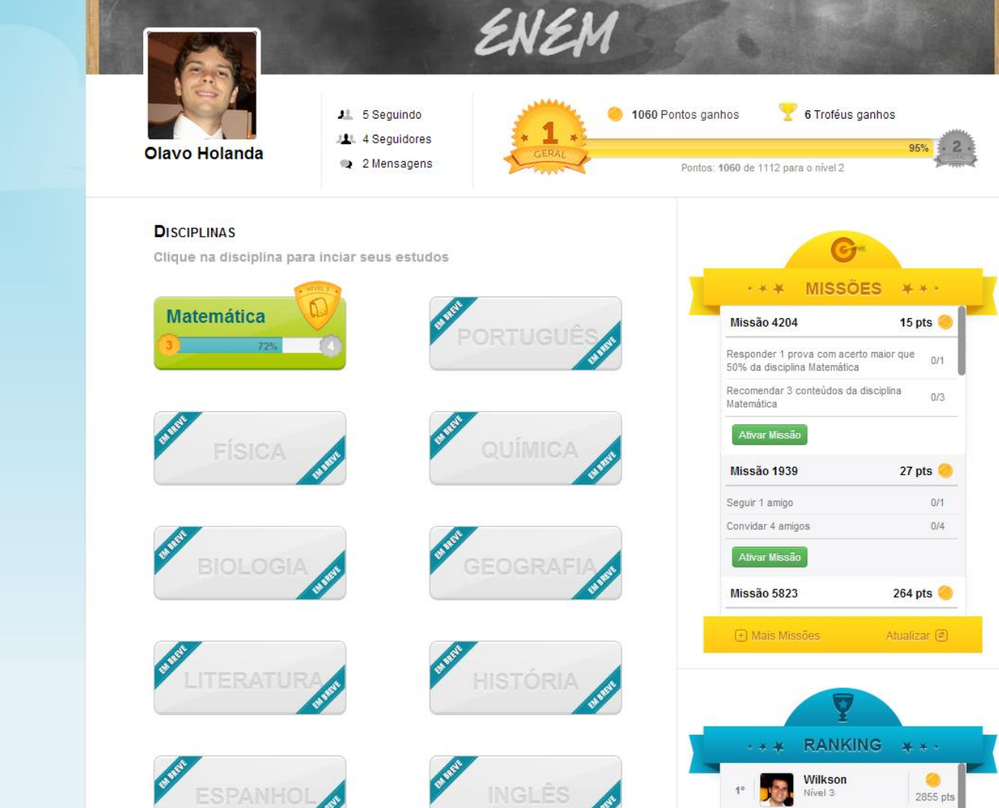 ENEM
Olavo Holanda
5 Seguindo
4 Seguidores
2 Mensagens
1
GERAL
1060 Pontos ganhos
6 Troféus ganhos
95%
2
Pontos: 1060 de 1112 para o nível 2
DISCIPLINAS
Clique na disciplina para inciar seus estudos
NÍVEL 3
Matemática
3
72%
4
EM BREVE
PORTUGUÊS
EM BREVE
EM BREVE
FÍSICA
EM BREVE
EM BREVE
QUÍMICA
EM BREVE
EM BREVE
BIOLOGIA
EM BREVE
EM BREVE
GEOGRAFIA
EM BREVE
EM BREVE
LITERATURA
EM BREVE
EM BREVE
HISTÓRIA
EM BREVE
EM BREVE
ESPANHOL
EM BREVE
EM BREVE
INGLÊS
EM BREVE
MISSÕES
Missão 4204 15 pts
Responder 1 prova com acerto maior que 0/1
50% da disciplina Matemática
Recomendar 3 conteúdos da disciplina 0/3
Matemática
Ativar Missão
Missão 1939 27 pts
Seguir 1 amigo 0/1
Convidar 4 amigos 0/4
Ativar Missão
Missão 5823 264 pts
Mais Missões Atualizar
RANKING
1º
Wilkson
Nível 3
2855 pts